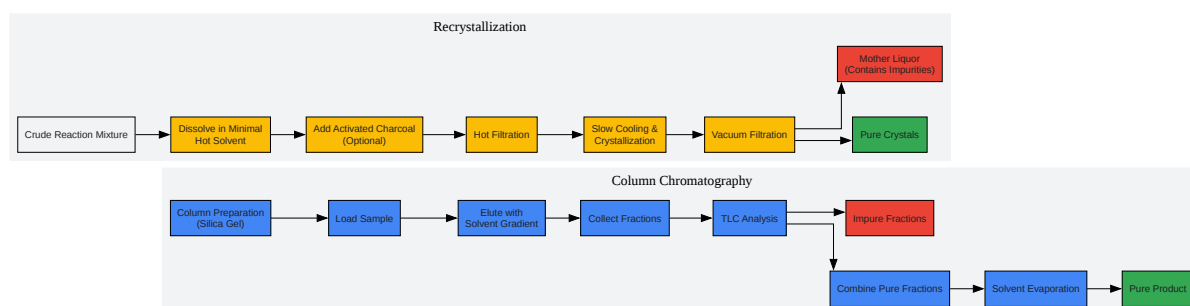 Recrystallization
Mother Liquor
(Contains Impurities)
Crude Reaction Mixture
Dissolve in Minimal
Hot Solvent
Add Activated Charcoal
(Optional)
Hot Filtration
Slow Cooling &
Crystallization
Vacuum Filtration
Pure Crystals
Column Chromatography
Column Preparation
(Silica Gel)
Load Sample
Elute with
Solvent Gradient
Collect Fractions
TLC Analysis
Impure Fractions
Combine Pure Fractions
Solvent Evaporation
Pure Product